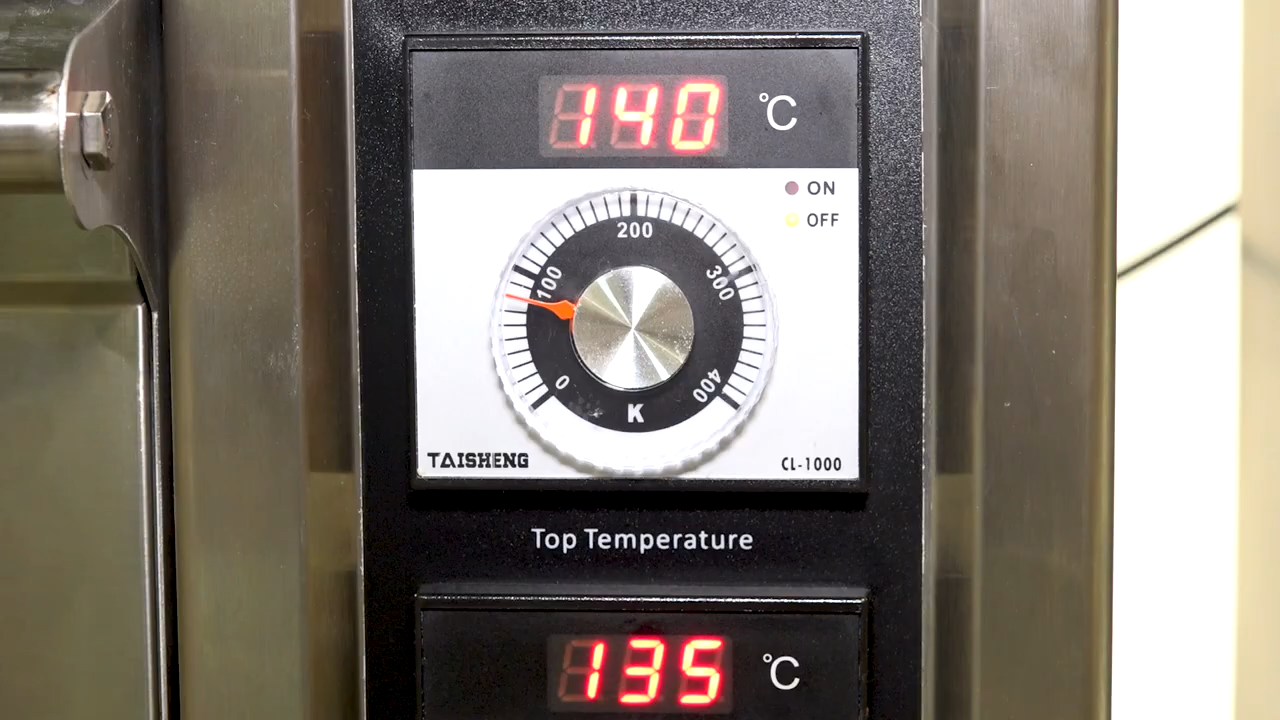 140 °C
ON
OFF
0 100 200 300 400
K
TAISHENG CL-1000
Top Temperature
135 °C